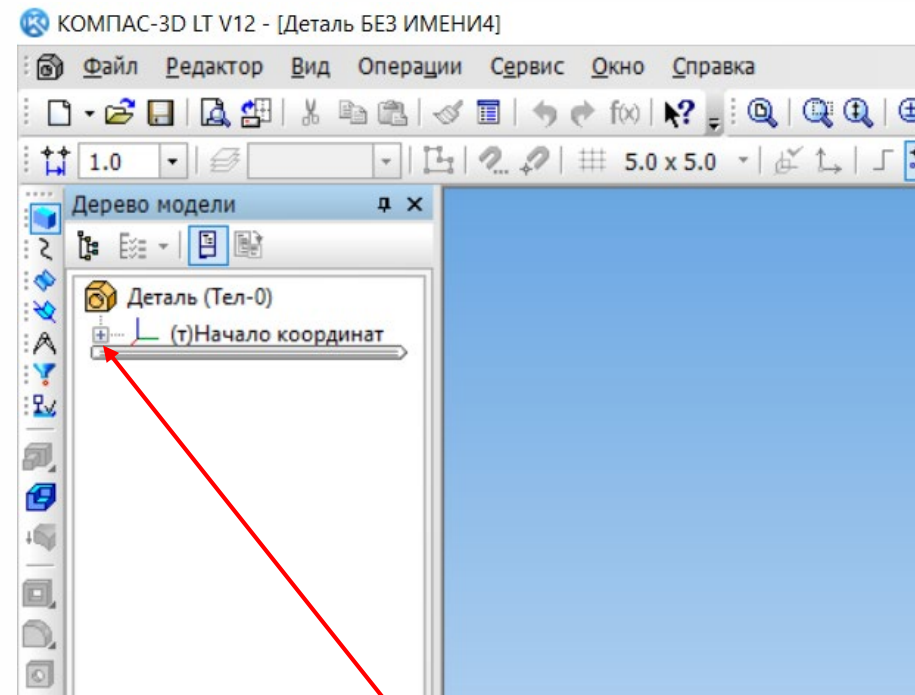 КОМПАС-3D LT V12 - [Деталь БЕЗ ИМЕНИ4]
Файл Редактор Вид Операции Сервис Окно Справка
f(x)
1.0 5.0 x 5.0
Дерево модели
Деталь (Тел-0)
(т)Начало координат